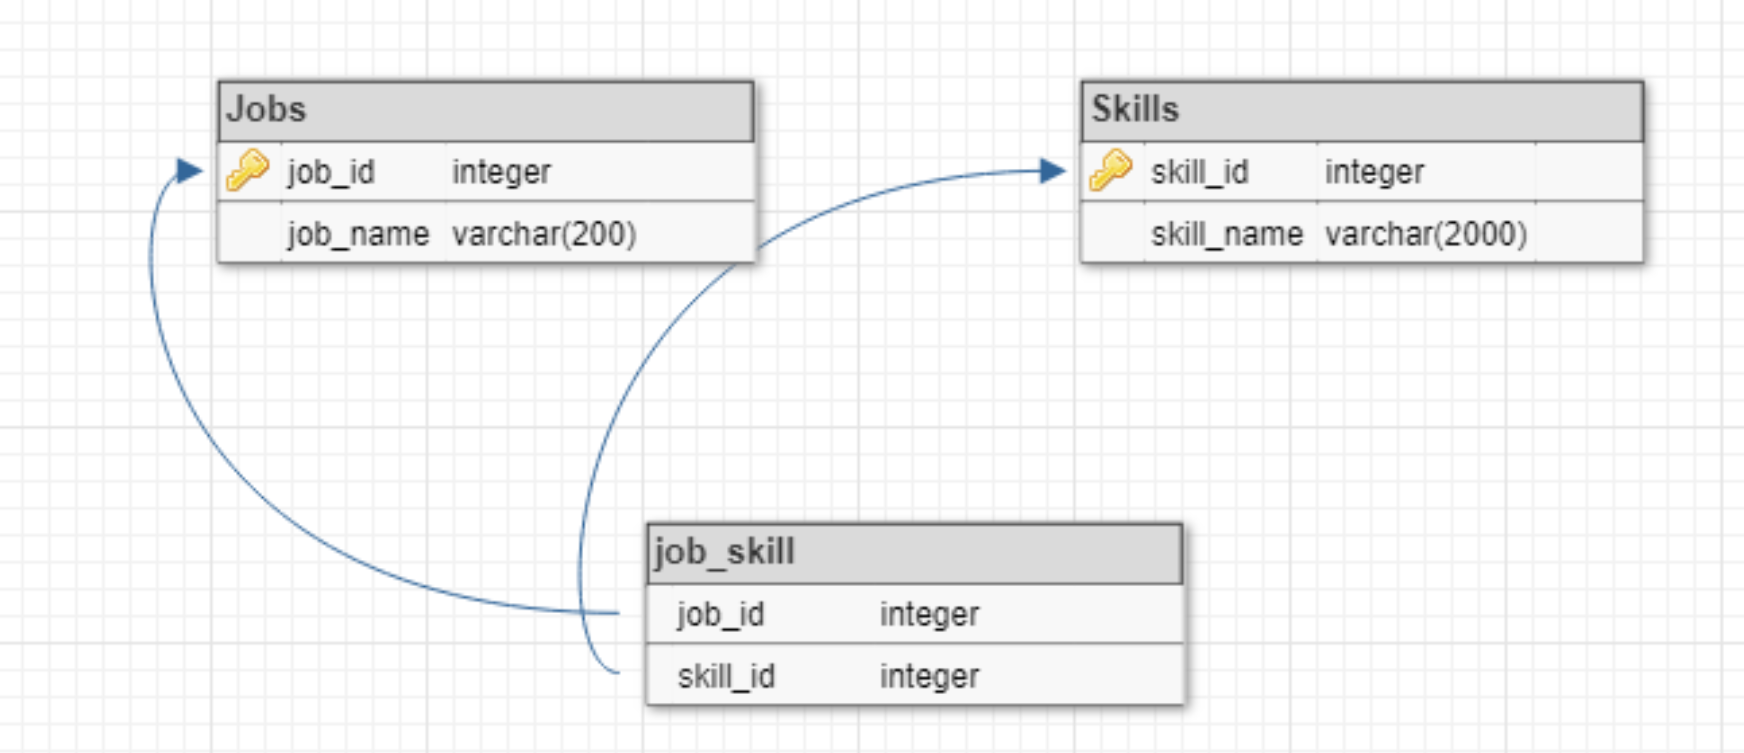 Jobs
job_id integer
job_name varchar(200)
Skills
skill_id integer
skill_name varchar(2000)
job_skill
job_id integer
skill_id integer